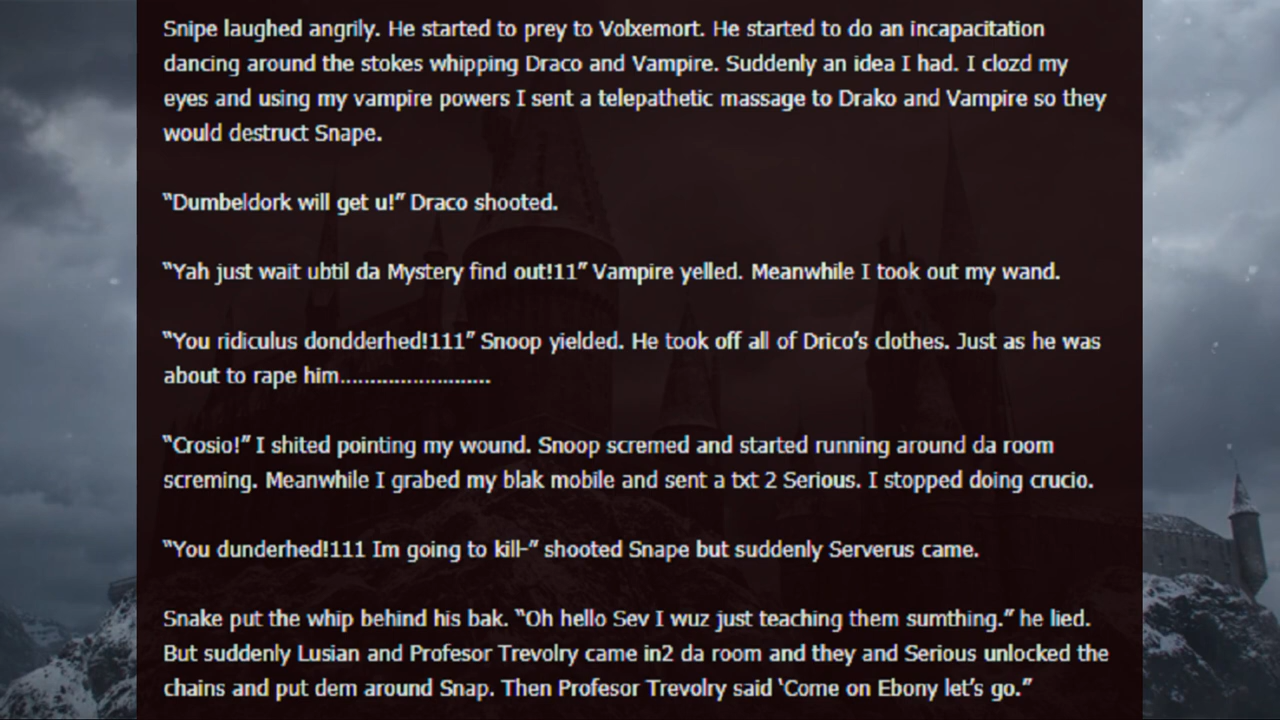 Snipe laughed angrily. He started to prey to Volxemort. He started to do an incapacitation
dancing around the stokes whipping Draco and Vampire. Suddenly an idea I had. I clozd my
eyes and using my vampire powers I sent a telepathetic massage to Drako and Vampire so they
would destruct Snape.
“Dumbeldork will get u!” Draco shooted.
“Yah just wait ubtil da Mystery find out!11” Vampire yelled. Meanwhile I took out my wand.
“You ridiculus dondderhed!111” Snoop yielded. He took off all of Drico’s clothes. Just as he was
about to rape him.........................
“Crosio!” I shited pointing my wound. Snoop scremed and started running around da room
screming. Meanwhile I grabed my blak mobile and sent a txt 2 Serious. I stopped doing crucio.
“You dunderhed!111 Im going to kill-” shooted Snape but suddenly Serverus came.
Snake put the whip behind his bak. “Oh hello Sev I wuz just teaching them sumthing.” he lied.
But suddenly Lusian and Profesor Trevolry came in2 da room and they and Serious unlocked the
chains and put dem around Snap. Then Profesor Trevolry said ‘Come on Ebony let’s go.”